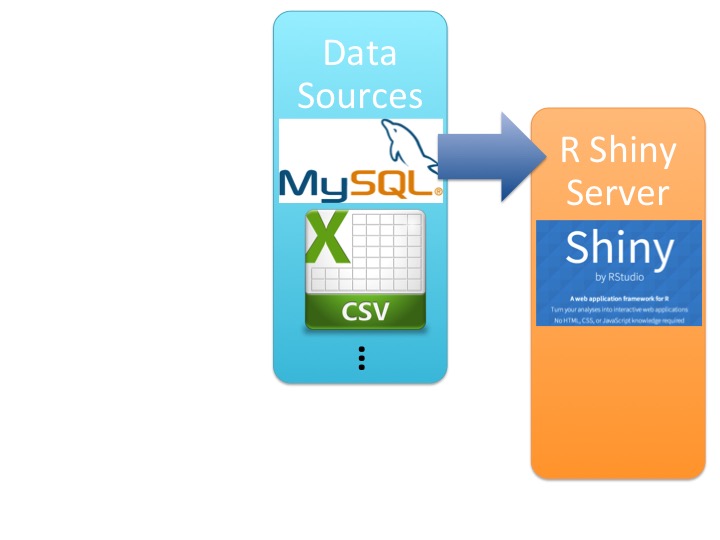 Data
Sources
MySQL®
X
CSV
R Shiny
Server
Shiny
by RStudio
A web application framework for R
Turn your analyses into interactive web applications
No HTML, CSS, or JavaScript knowledge required